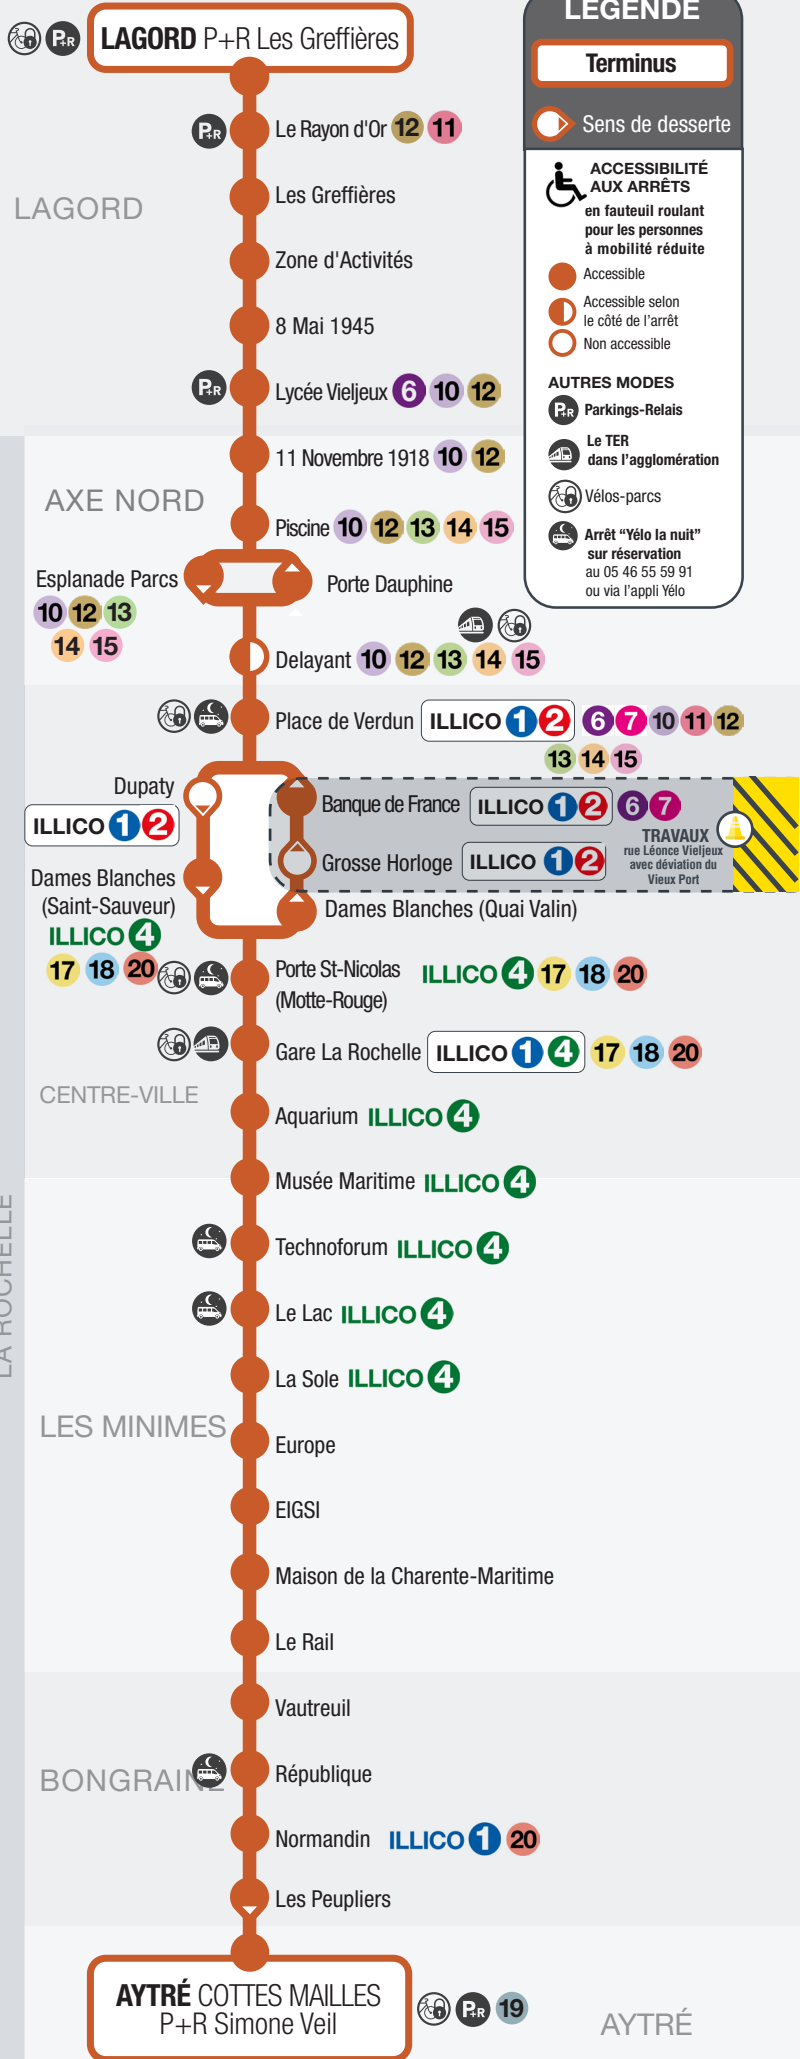 LAGORD P+R Les Greffières
P+R
LÉGENDE
Terminus
Sens de desserte
ACCESSIBILITÉ
AUX ARRÊTS
en fauteuil roulant
pour les personnes
à mobilité réduite
Accessible
Accessible selon
le côté de l'arrêt
Non accessible
AUTRES MODES
P+R Parkings-Relais
Le TER
dans l'agglomération
Vélos-parcs
Arrêt “Yélo la nuit”
sur réservation
au 05 46 55 59 91
ou via l'appli Yélo
LAGORD
P+R Le Rayon d'Or 12 11
Les Greffières
Zone d'Activités
8 Mai 1945
P+R Lycée Vieljeux 6 10 12
AXE NORD
11 Novembre 1918 10 12
Piscine 10 12 13 14 15
Esplanade Parcs
10 12 13
14 15
Porte Dauphine
Delayant 10 12 13 14 15
LA ROCHELLE
Place de Verdun ILLICO 1 2 6 7 10 11 12
13 14 15
Dupaty
ILLICO 1 2
Banque de France ILLICO 1 2 6 7
Grosse Horloge ILLICO 1 2
TRAVAUX
rue Léonce Vieljeux
avec déviation du
Vieux Port
Dames Blanches
(Saint-Sauveur)
ILLICO 4
17 18 20
Dames Blanches (Quai Valin)
Porte St-Nicolas ILLICO 4 17 18 20
(Motte-Rouge)
Gare La Rochelle ILLICO 1 4 17 18 20
CENTRE-VILLE
Aquarium ILLICO 4
Musée Maritime ILLICO 4
Technoforum ILLICO 4
Le Lac ILLICO 4
La Sole ILLICO 4
LES MINIMES
Europe
EIGSI
Maison de la Charente-Maritime
Le Rail
Vautreuil
BONGRAINE
République
Normandin ILLICO 1 20
Les Peupliers
AYTRÉ COTTES MAILLES
P+R Simone Veil
P+R 19
AYTRÉ